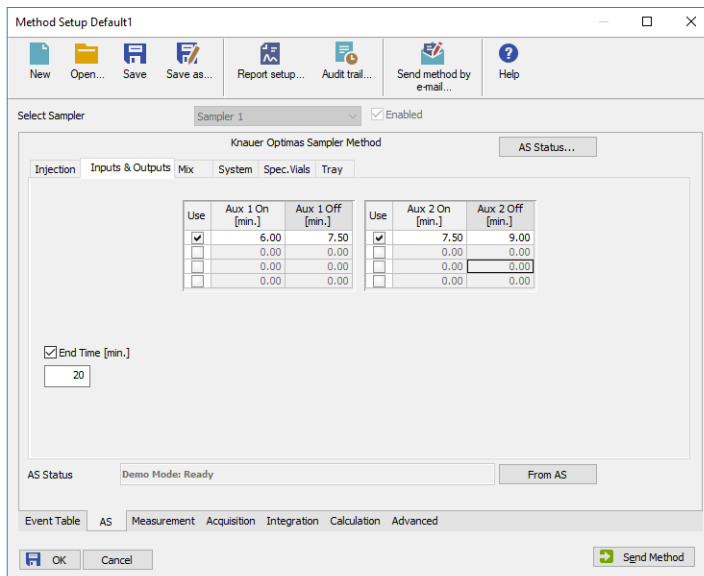 Method Setup Default1
New Open... Save Save as... Report setup... Audit trail... Send method by e-mail... Help
Select Sampler Sampler 1 Enabled
Knauer Optimas Sampler Method AS Status...
Injection Inputs & Outputs Mix System Spec.Vials Tray
Use Aux 1 On [min.] Aux 1 Off [min.] Use Aux 2 On [min.] Aux 2 Off [min.]
6.00 7.50 7.50 9.00
0.00 0.00 0.00 0.00
0.00 0.00 0.00 0.00
0.00 0.00 0.00 0.00
End Time [min.]
20
AS Status Demo Mode: Ready From AS
Event Table AS Measurement Acquisition Integration Calculation Advanced
OK Cancel Send Method